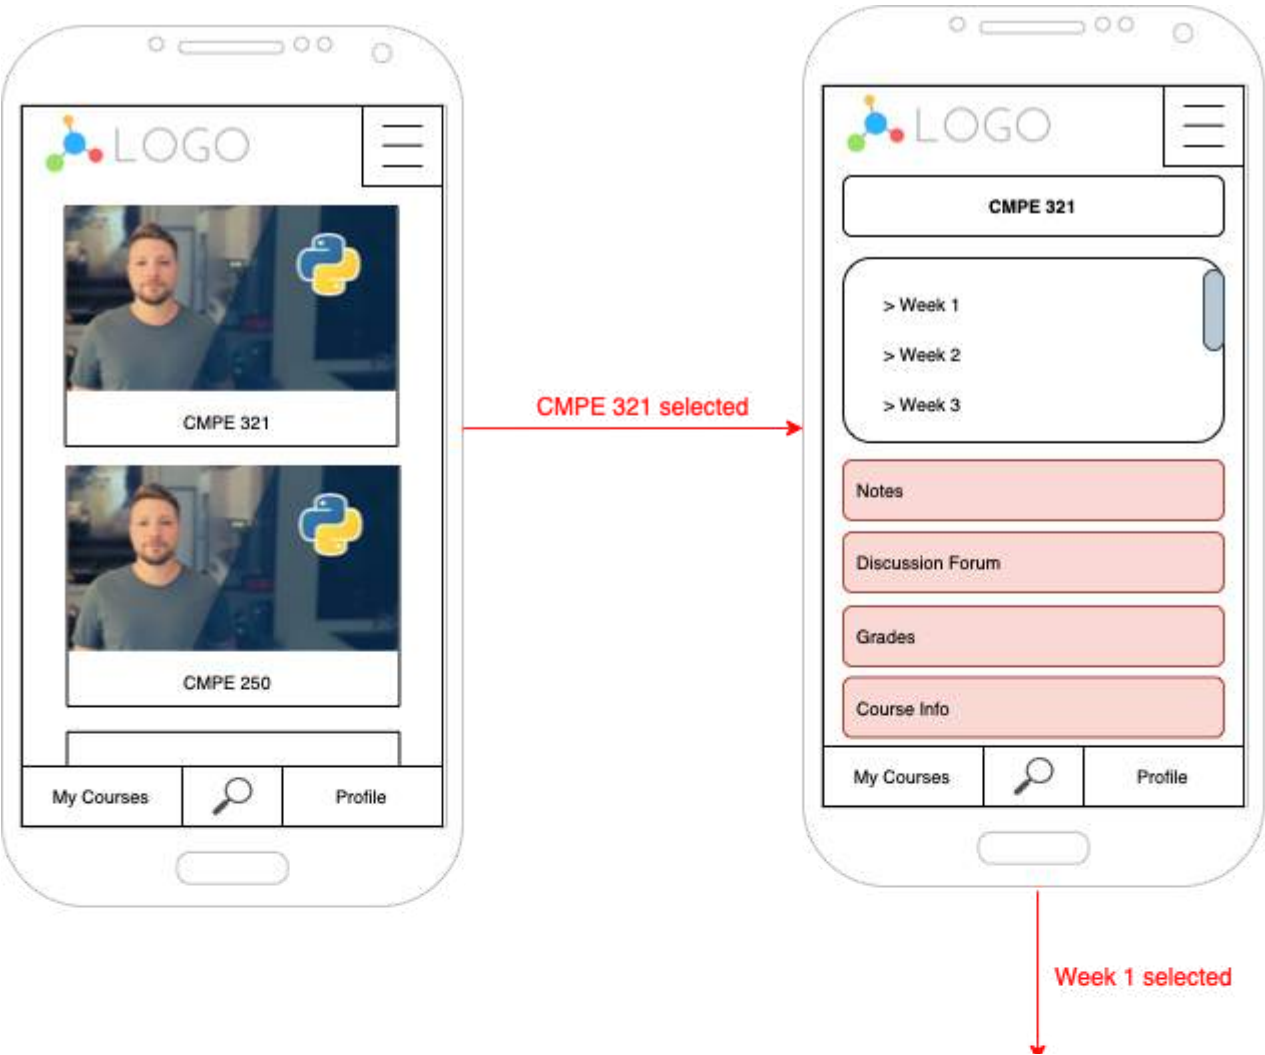 LOGO
CMPE 321
CMPE 250
My Courses
Profile
CMPE 321 selected
LOGO
CMPE 321
> Week 1
> Week 2
> Week 3
Notes
Discussion Forum
Grades
Course Info
My Courses
Profile
Week 1 selected